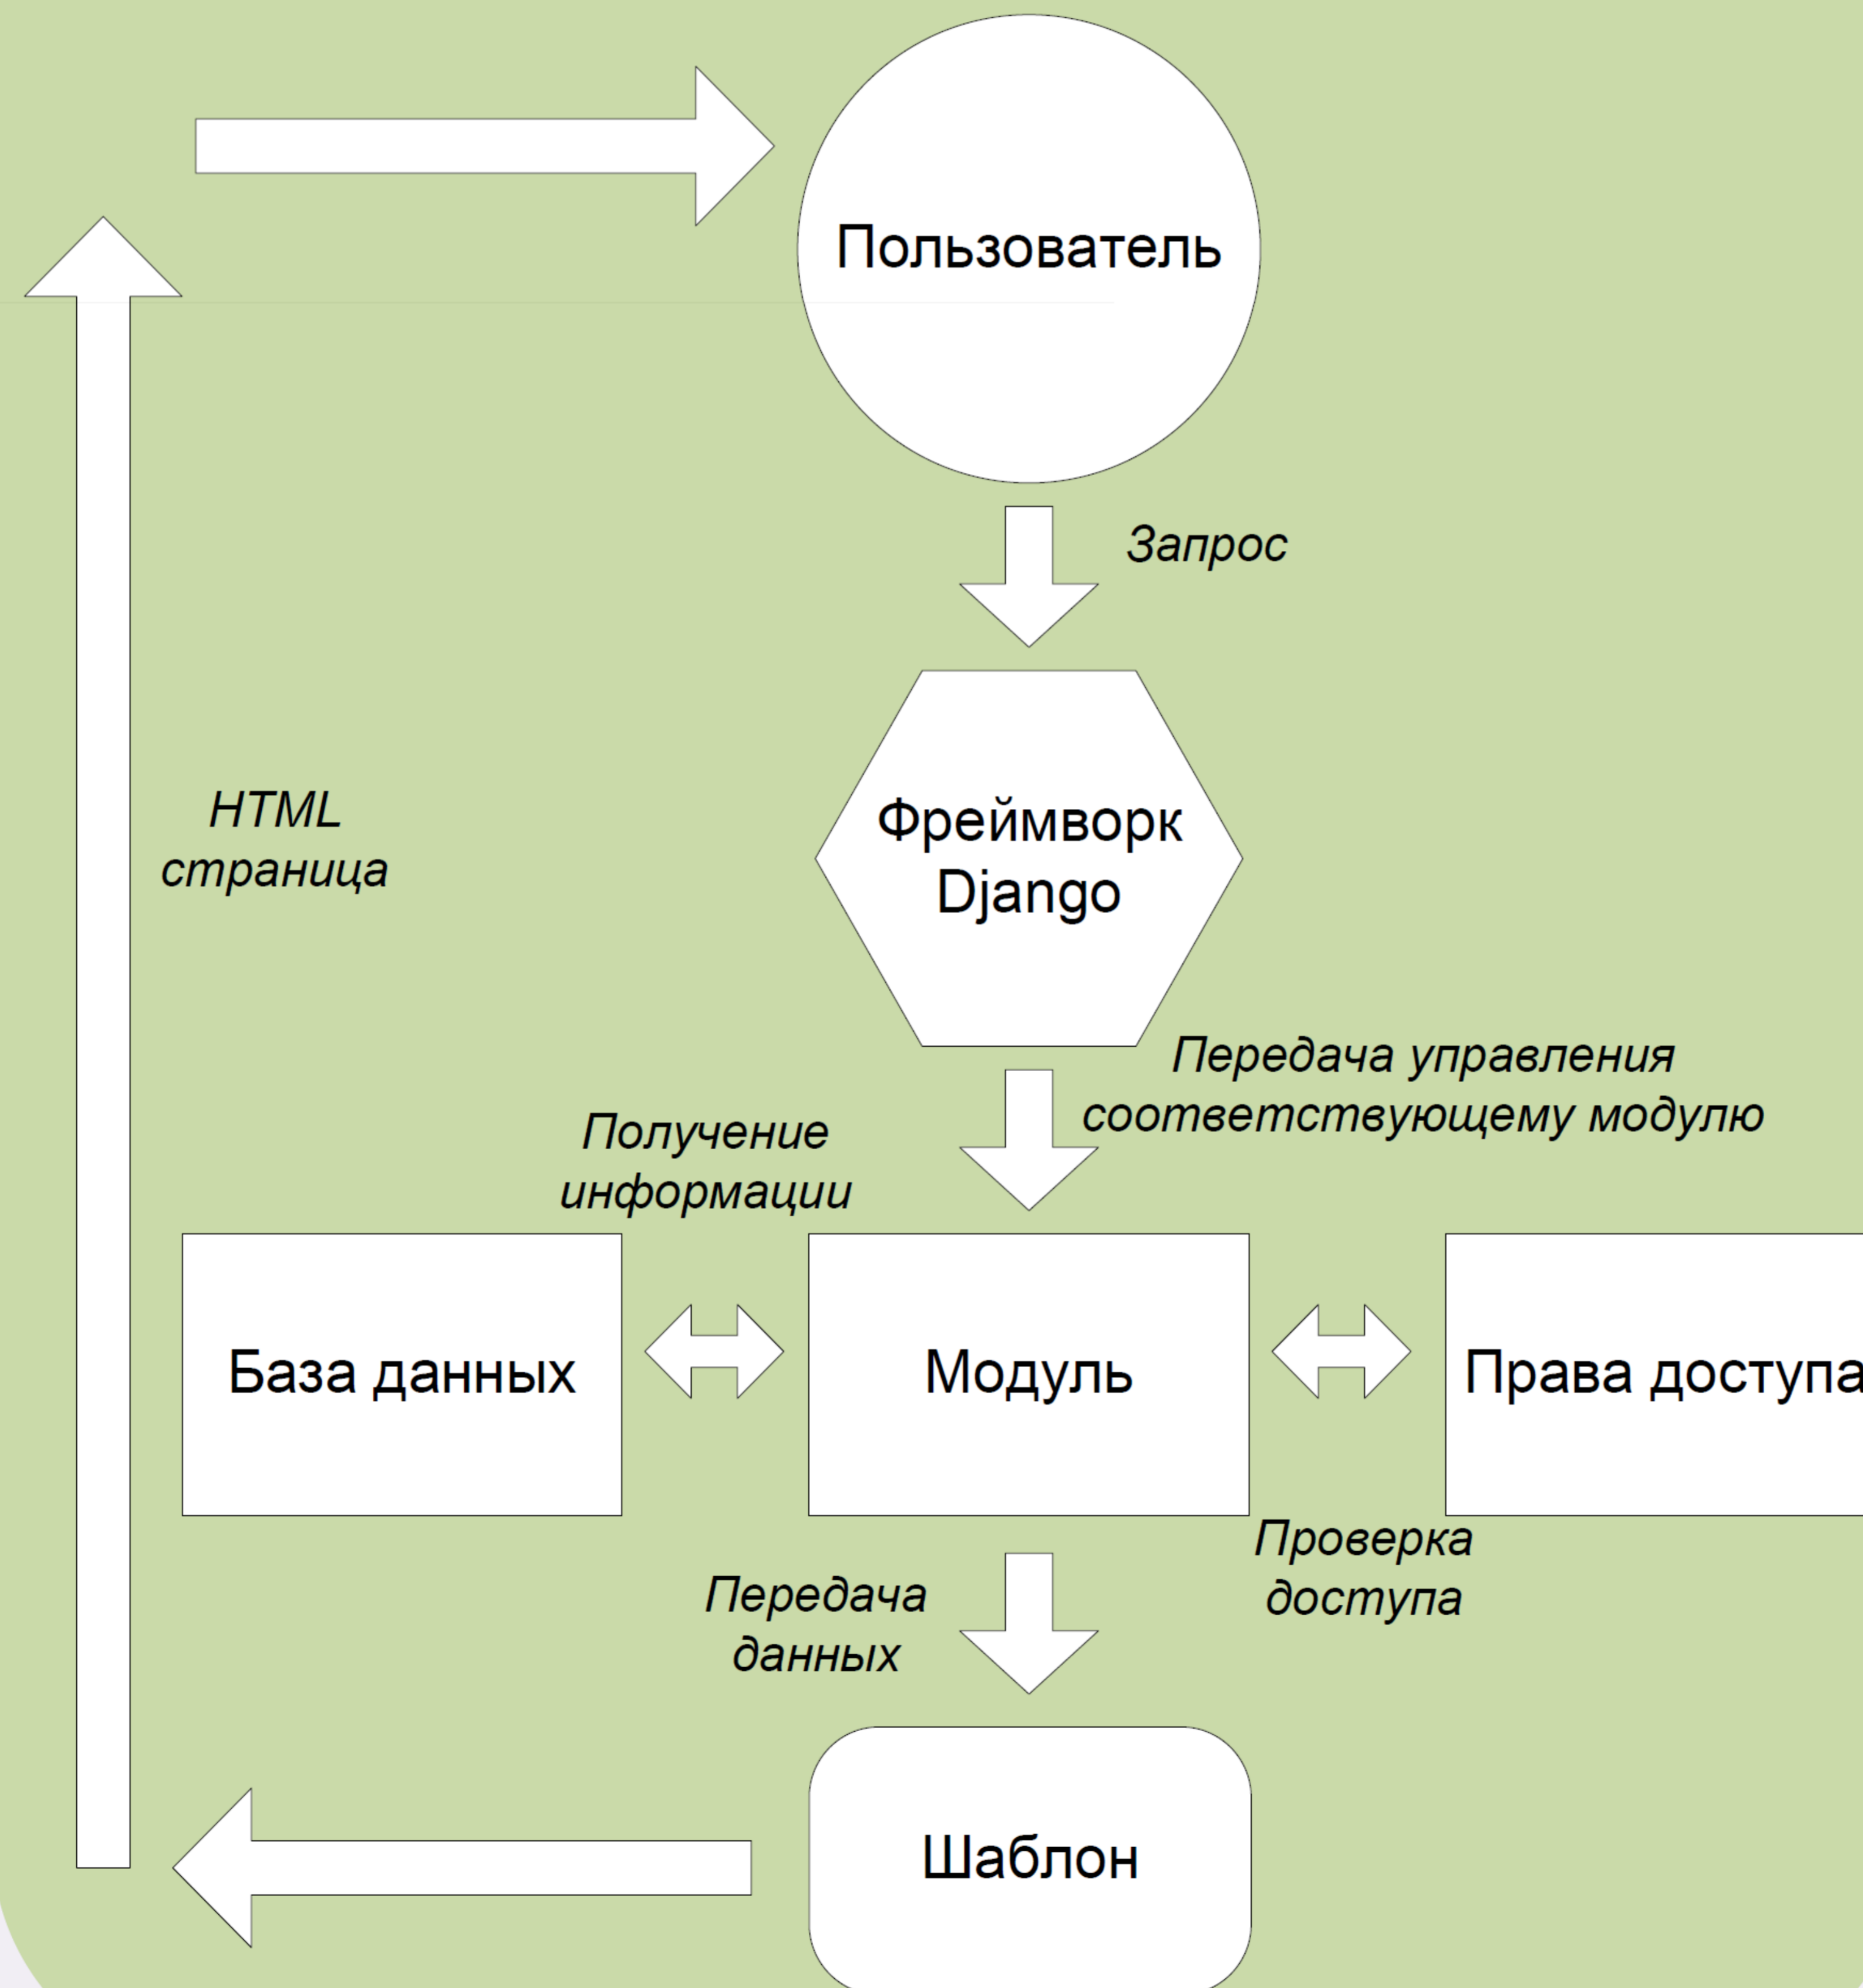 Пользователь
Запрос
HTML
страница
Фреймворк
Django
Передача управления
соответствующему модулю
Получение
информации
База данных
Модуль
Права доступа
Проверка
доступа
Передача
данных
Шаблон